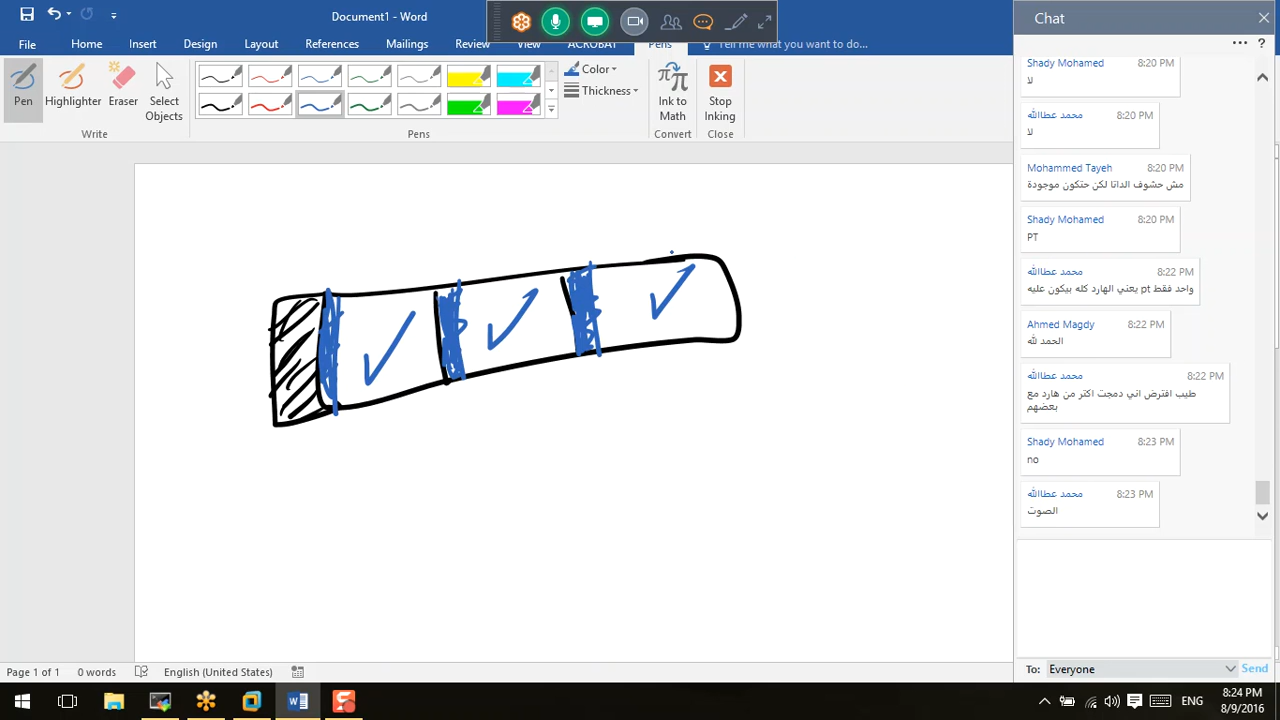 Document1 - Word
File
Home
Insert
Design
Layout
References
Mailings
Review
View
ACROBAT
Pens
Tell me what you want to do...
Pen
Highlighter
Eraser
Select Objects
Color
Thickness
Ink to Math
Stop Inking
Write
Pens
Convert
Close
Chat
Shady Mohamed 8:20 PM
لا
محمد عطاالله 8:20 PM
لا
Mohammed Tayeh 8:20 PM
مش حشوف الداتا لكن حتكون موجودة
Shady Mohamed 8:20 PM
PT
محمد عطاالله 8:22 PM
واحد فقط pt يعني الهارد كله بيكون عليه
Ahmed Magdy 8:22 PM
الحمد لله
محمد عطاالله 8:22 PM
طيب افترض اني دمجت اكتر من هارد مع
بعضهم
Shady Mohamed 8:23 PM
no
محمد عطاالله 8:23 PM
الصوت
To: Everyone Send
Page 1 of 1 0 words English (United States)
ENG 8:24 PM
8/9/2016